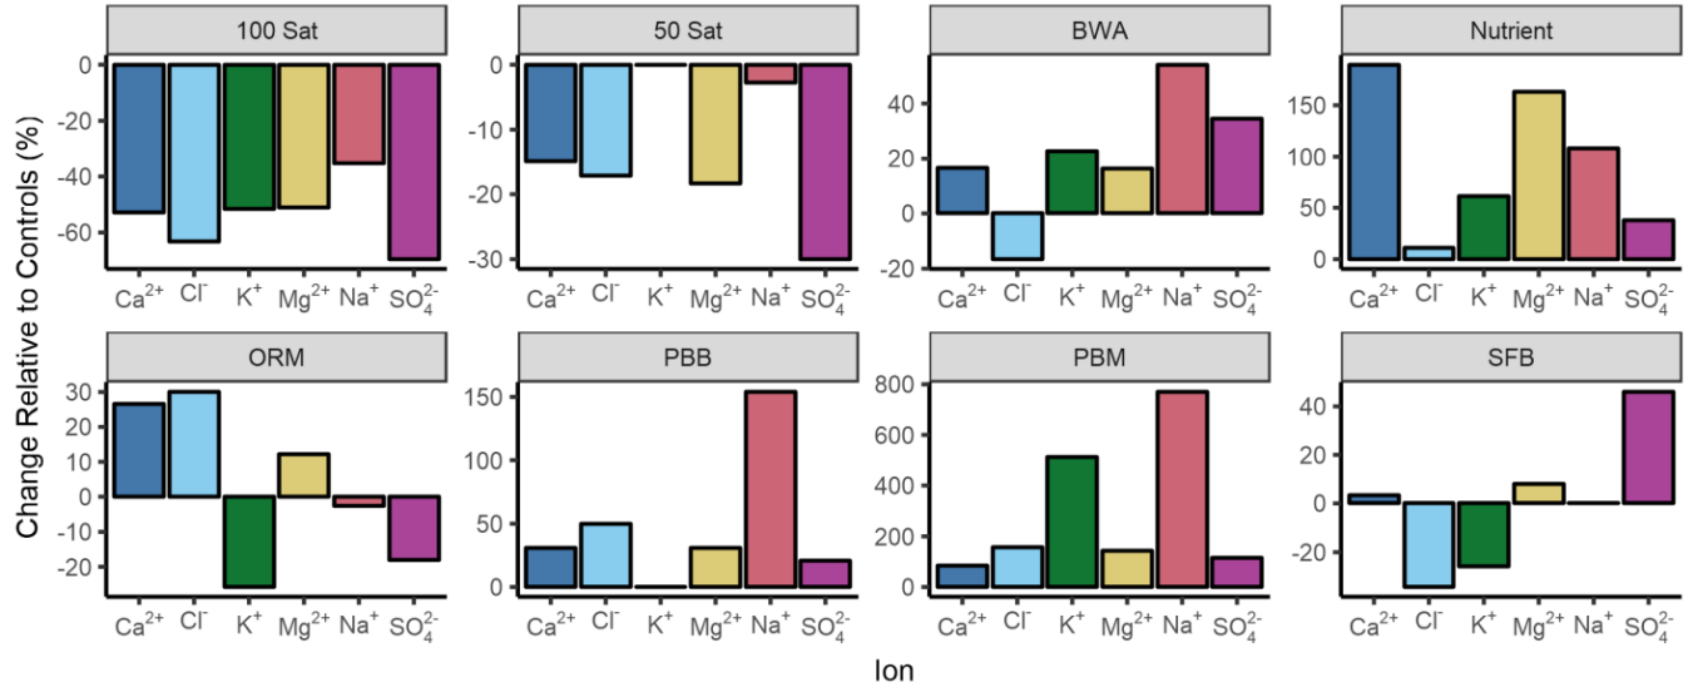 100 Sat 50 Sat BWA Nutrient
Change Relative to Controls (%)
0 -20 -40 -60
0 -10 -20 -30
40 20 0 -20
150 100 50 0
Ca²⁺ Cl⁻ K⁺ Mg²⁺ Na⁺ SO₄²⁻ Ca²⁺ Cl⁻ K⁺ Mg²⁺ Na⁺ SO₄²⁻ Ca²⁺ Cl⁻ K⁺ Mg²⁺ Na⁺ SO₄²⁻ Ca²⁺ Cl⁻ K⁺ Mg²⁺ Na⁺ SO₄²⁻
ORM PBB PBM SFB
30 20 10 0 -10 -20
150 100 50 0
800 600 400 200 0
40 20 0 -20
Ca²⁺ Cl⁻ K⁺ Mg²⁺ Na⁺ SO₄²⁻ Ca²⁺ Cl⁻ K⁺ Mg²⁺ Na⁺ SO₄²⁻ Ca²⁺ Cl⁻ K⁺ Mg²⁺ Na⁺ SO₄²⁻ Ca²⁺ Cl⁻ K⁺ Mg²⁺ Na⁺ SO₄²⁻
Ion